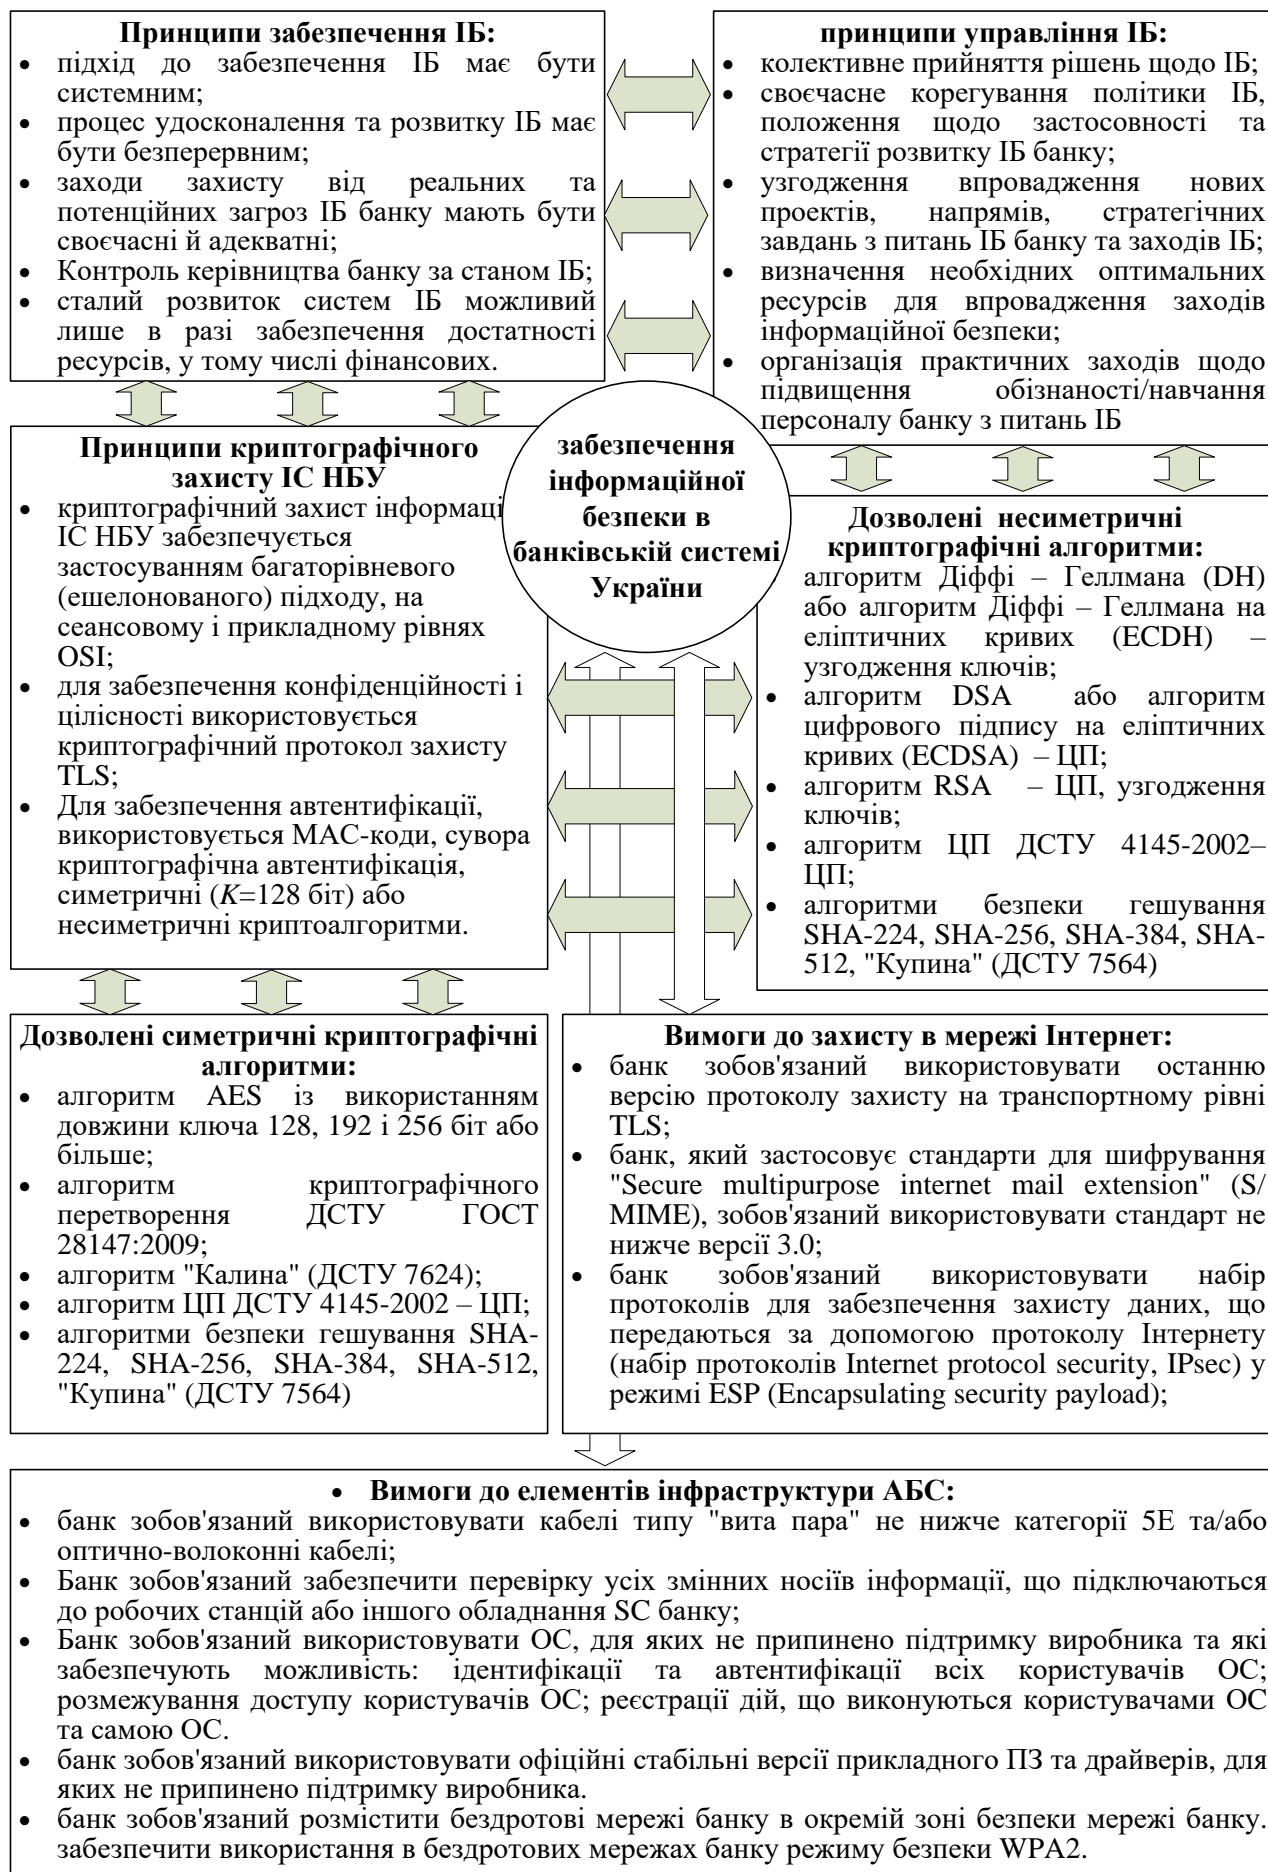 Принципи забезпечення ІБ:
• підхід до забезпечення ІБ має бути
системним;
• процес удосконалення та розвитку ІБ має
бути безперервним;
• заходи захисту від реальних та
потенційних загроз ІБ банку мають бути
своєчасні й адекватні;
• Контроль керівництва банку за станом ІБ;
• сталий розвиток систем ІБ можливий
лише в разі забезпечення достатності
ресурсів, у тому числі фінансових.
принципи управління ІБ:
• колективне прийняття рішень щодо ІБ;
• своєчасне корегування політики ІБ,
положення щодо застосовності та
стратегії розвитку ІБ банку;
• узгодження впровадження нових
проектів, напрямів, стратегічних
завдань з питань ІБ банку та заходів ІБ;
• визначення необхідних оптимальних
ресурсів для впровадження заходів
інформаційної безпеки;
• організація практичних заходів щодо
підвищення обізнаності/навчання
персоналу банку з питань ІБ
забезпечення
інформаційної
безпеки в
банківській системі
України
Принципи криптографічного
захисту ІС НБУ
• криптографічний захист інформаці
ІС НБУ забезпечується
застосуванням багаторівневого
(ешелонованого) підходу, на
сеансовому і прикладному рівнях
OSI;
• для забезпечення конфіденційності і
цілісності використовується
криптографічний протокол захисту
TLS;
• Для забезпечення автентифікації,
використовується МАС-коди, сувора
криптографічна автентифікація,
симетричні (K=128 біт) або
несиметричні криптоалгоритми.
Дозволені несиметричні
криптографічні алгоритми:
алгоритм Діффі – Геллмана (DH)
або алгоритм Діффі – Геллмана на
еліптичних кривих (ECDH) –
узгодження ключів;
• алгоритм DSA або алгоритм
цифрового підпису на еліптичних
кривих (ECDSA) – ЦП;
• алгоритм RSA – ЦП, узгодження
ключів;
• алгоритм ЦП ДСТУ 4145-2002–
ЦП;
• алгоритми безпеки гешування
SHA-224, SHA-256, SHA-384, SHA-
512, "Купина" (ДСТУ 7564)
Дозволені симетричні криптографічні
алгоритми:
• алгоритм AES із використанням
довжини ключа 128, 192 і 256 біт або
більше;
• алгоритм криптографічного
перетворення ДСТУ ГОСТ
28147:2009;
• алгоритм "Калина" (ДСТУ 7624);
• алгоритм ЦП ДСТУ 4145-2002 – ЦП;
• алгоритми безпеки гешування SHA-
224, SHA-256, SHA-384, SHA-512,
"Купина" (ДСТУ 7564)
Вимоги до захисту в мережі Інтернет:
• банк зобов'язаний використовувати останню
версію протоколу захисту на транспортному рівні
TLS;
• банк, який застосовує стандарти для шифрування
"Secure multipurpose internet mail extension" (S/
MIME), зобов'язаний використовувати стандарт не
нижче версії 3.0;
• банк зобов'язаний використовувати набір
протоколів для забезпечення захисту даних, що
передаються за допомогою протоколу Інтернету
(набір протоколів Internet protocol security, IPsec) у
режимі ESP (Encapsulating security payload);
• Вимоги до елементів інфраструктури АБС:
• банк зобов'язаний використовувати кабелі типу "вита пара" не нижче категорії 5Е та/або
оптично-волоконні кабелі;
• Банк зобов'язаний забезпечити перевірку усіх змінних носіїв інформації, що підключаються
до робочих станцій або іншого обладнання SC банку;
• Банк зобов'язаний використовувати ОС, для яких не припинено підтримку виробника та які
забезпечують можливість: ідентифікації та автентифікації всіх користувачів ОС;
розмежування доступу користувачів ОС; реєстрації дій, що виконуються користувачами ОС
та самою ОС.
• банк зобов'язаний використовувати офіційні стабільні версії прикладного ПЗ та драйверів, для
яких не припинено підтримку виробника.
• банк зобов'язаний розмістити бездротові мережі банку в окремій зоні безпеки мережі банку.
забезпечити використання в бездротових мережах банку режиму безпеки WPA2.